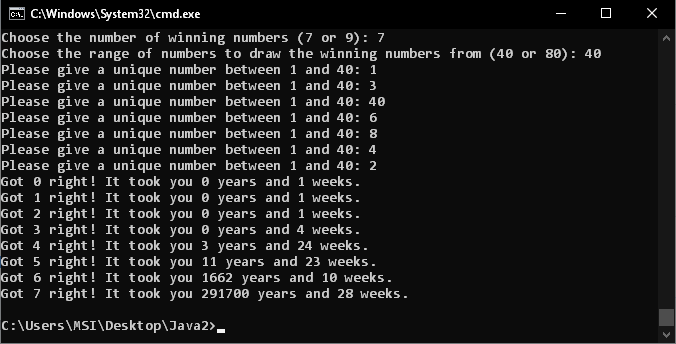 C:\Windows\System32\cmd.exe
Choose the number of winning numbers (7 or 9): 7
Choose the range of numbers to draw the winning numbers from (40 or 80): 40
Please give a unique number between 1 and 40: 1
Please give a unique number between 1 and 40: 3
Please give a unique number between 1 and 40: 40
Please give a unique number between 1 and 40: 6
Please give a unique number between 1 and 40: 8
Please give a unique number between 1 and 40: 4
Please give a unique number between 1 and 40: 2
Got 0 right! It took you 0 years and 1 weeks.
Got 1 right! It took you 0 years and 1 weeks.
Got 2 right! It took you 0 years and 1 weeks.
Got 3 right! It took you 0 years and 4 weeks.
Got 4 right! It took you 3 years and 24 weeks.
Got 5 right! It took you 11 years and 23 weeks.
Got 6 right! It took you 1662 years and 10 weeks.
Got 7 right! It took you 291700 years and 28 weeks.
C:\Users\MSI\Desktop\Java2>